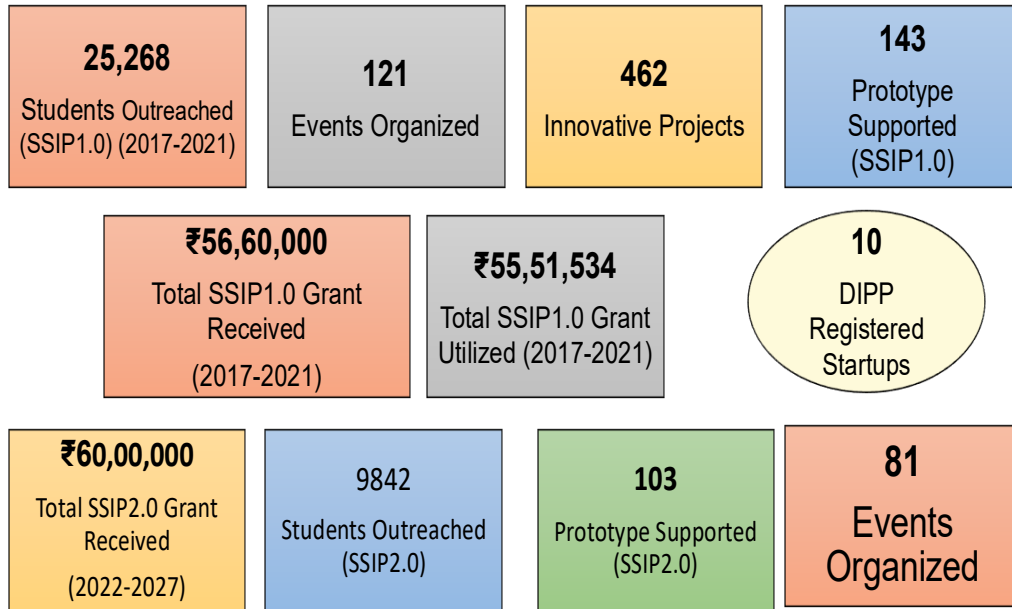 25,268
Students Outreached
(SSIP1.0) (2017-2021)
121
Events Organized
462
Innovative Projects
143
Prototype
Supported
(SSIP1.0)
₹56,60,000
Total SSIP1.0 Grant
Received
(2017-2021)
₹55,51,534
Total SSIP1.0 Grant
Utilized (2017-2021)
10
DIPP
Registered
Startups
₹60,00,000
Total SSIP2.0 Grant
Received
(2022-2027)
9842
Students Outreached
(SSIP2.0)
103
Prototype Supported
(SSIP2.0)
81
Events
Organized